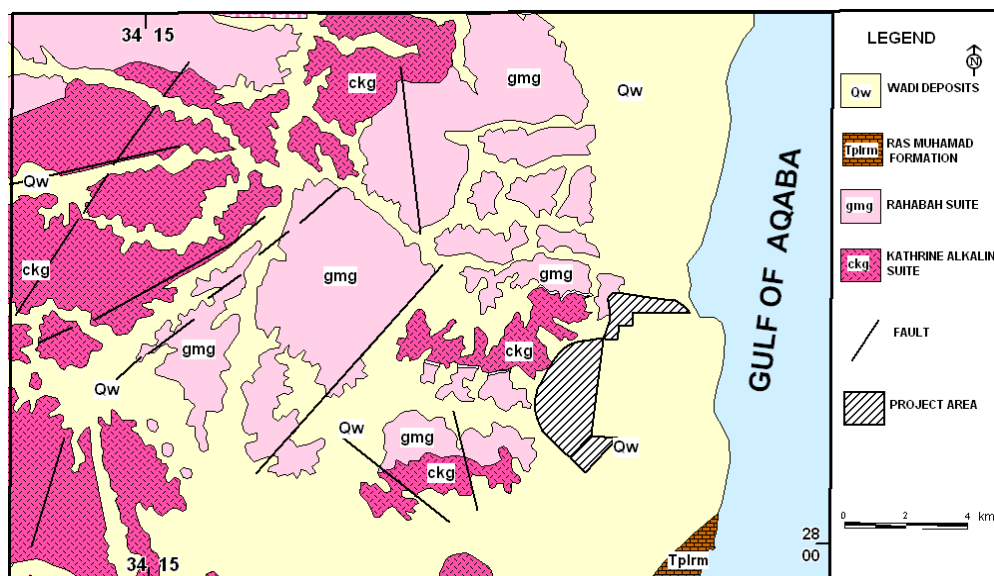 34 15
ckg
gmg
Qw
Qw
gmg
ckg
gmg
gmg
ckg
Qw
Qw
gmg
ckg
Qw
34 15
Tplrm
28
00
GULF OF AQABA
LEGEND
N
Qw WADI DEPOSITS
Tplrm RAS MUHAMAD
FORMATION
gmg RAHABAH SUITE
ckg KATHRINE ALKALIN
SUITE
FAULT
PROJECT AREA
0 2 4 km